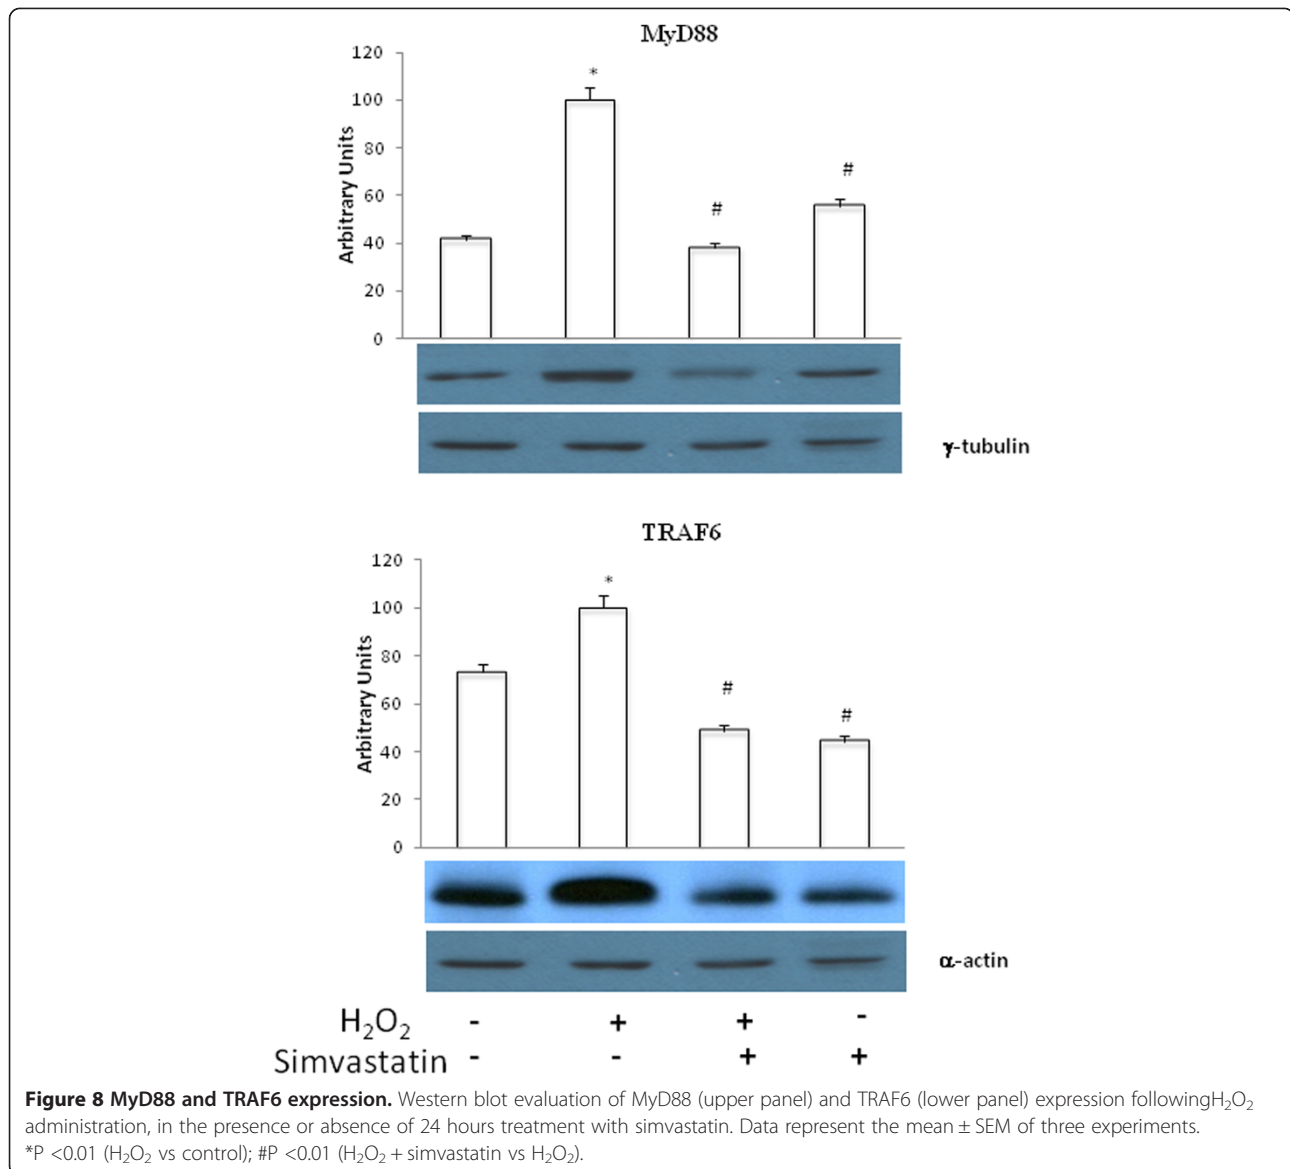 MyD88
120
100
80
60
40
20
0
Arbitrary Units
*
#
#
γ-tubulin
TRAF6
120
100
80
60
40
20
0
Arbitrary Units
*
#
#
α-actin
H₂O₂ - + + -
Simvastatin - - + +
Figure 8 MyD88 and TRAF6 expression. Western blot evaluation of MyD88 (upper panel) and TRAF6 (lower panel) expression followingH₂O₂
administration, in the presence or absence of 24 hours treatment with simvastatin. Data represent the mean ± SEM of three experiments.
*P <0.01 (H₂O₂ vs control); #P <0.01 (H₂O₂ + simvastatin vs H₂O₂).